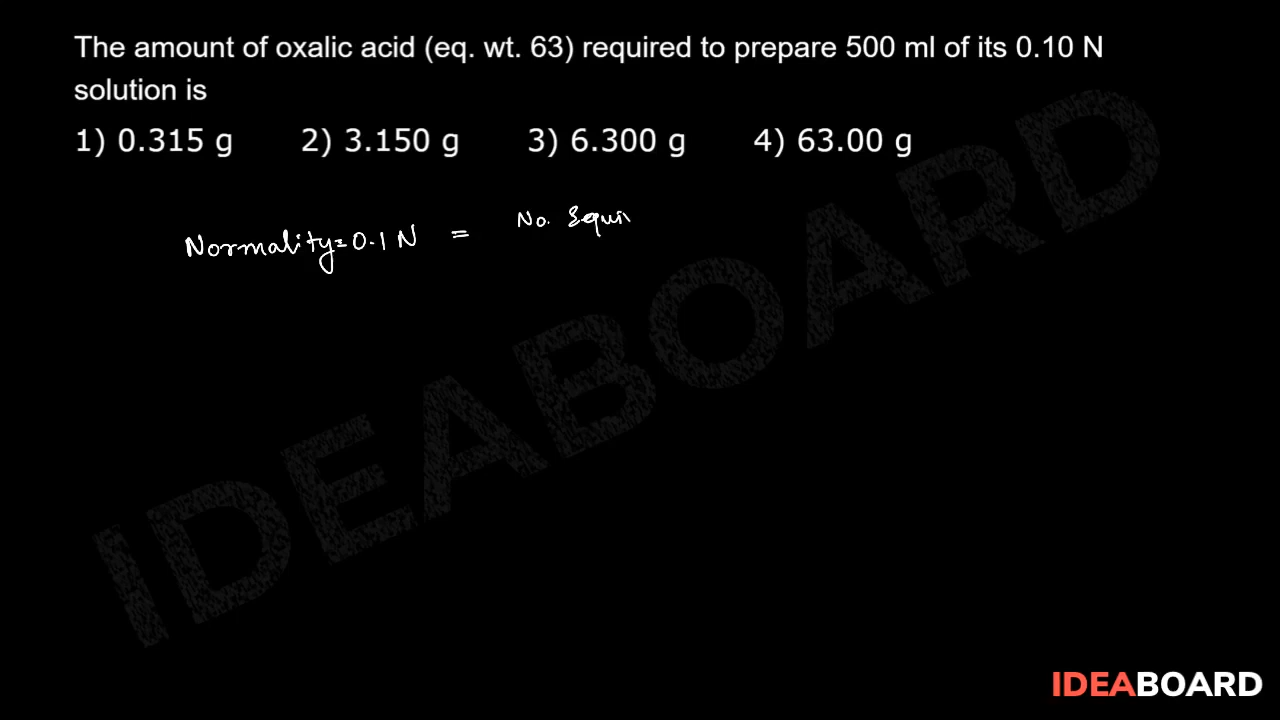 The amount of oxalic acid (eq. wt. 63) required to prepare 500 ml of its 0.10 N
solution is
1) 0.315 g 2) 3.150 g 3) 6.300 g 4) 63.00 g
No. Equi
Normality = 0.1 N =
IDEABOARD
IDEABOARD